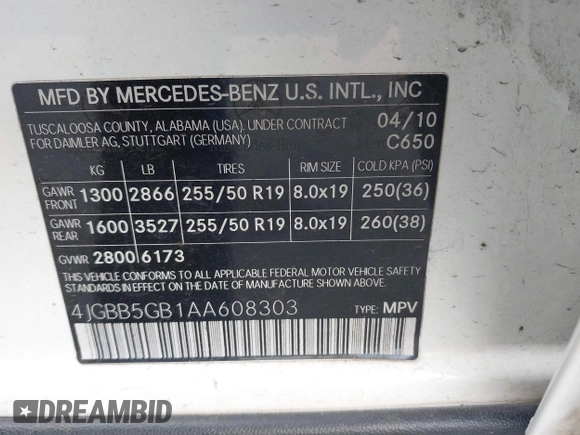 MFD BY MERCEDES-BENZ U.S. INTL., INC
TUSCALOOSA COUNTY, ALABAMA (USA), UNDER CONTRACT 04/10
FOR DAIMLER AG, STUTTGART (GERMANY) C650
KG LB TIRES RIM SIZE COLD KPA (PSI)
GAWR FRONT 1300 2866 255/50 R19 8.0x19 250(36)
GAWR REAR 1600 3527 255/50 R19 8.0x19 260(38)
GVWR 2800 6173
THIS VEHICLE CONFORMS TO ALL APPLICABLE FEDERAL MOTOR VEHICLE SAFETY
STANDARDS IN EFFECT ON THE DATE OF MANUFACTURE SHOWN ABOVE.
4JGBB5GB1AA608303 TYPE: MPV
DREAMBID